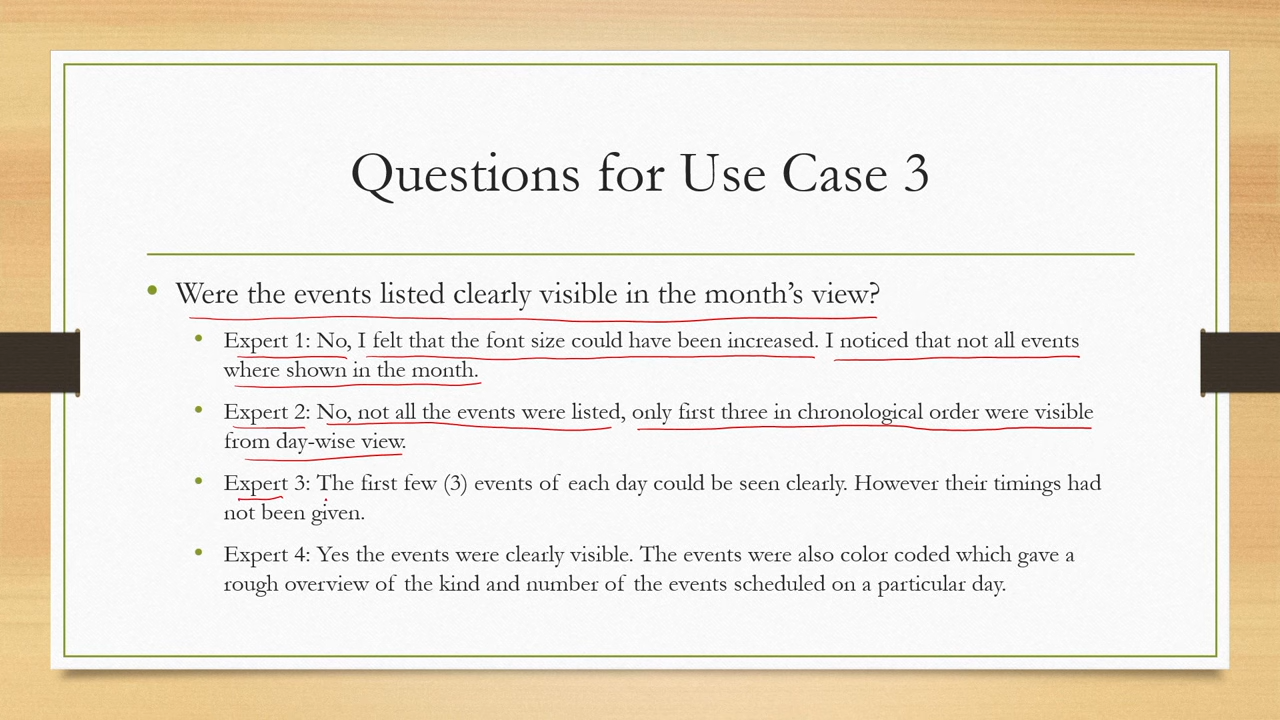 Questions for Use Case 3
• Were the events listed clearly visible in the month’s view?
• Expert 1: No, I felt that the font size could have been increased. I noticed that not all events
where shown in the month.
• Expert 2: No, not all the events were listed, only first three in chronological order were visible
from day-wise view.
• Expert 3: The first few (3) events of each day could be seen clearly. However their timings had
not been given.
• Expert 4: Yes the events were clearly visible. The events were also color coded which gave a
rough overview of the kind and number of the events scheduled on a particular day.